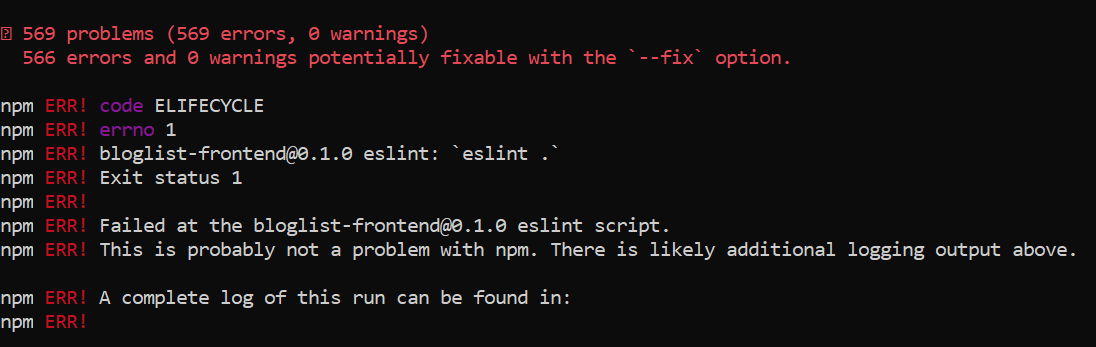 569 problems (569 errors, 0 warnings)
566 errors and 0 warnings potentially fixable with the `--fix` option.
npm ERR! code ELIFECYCLE
npm ERR! errno 1
npm ERR! bloglist-frontend@0.1.0 eslint: `eslint .`
npm ERR! Exit status 1
npm ERR!
npm ERR! Failed at the bloglist-frontend@0.1.0 eslint script.
npm ERR! This is probably not a problem with npm. There is likely additional logging output above.
npm ERR! A complete log of this run can be found in:
npm ERR!